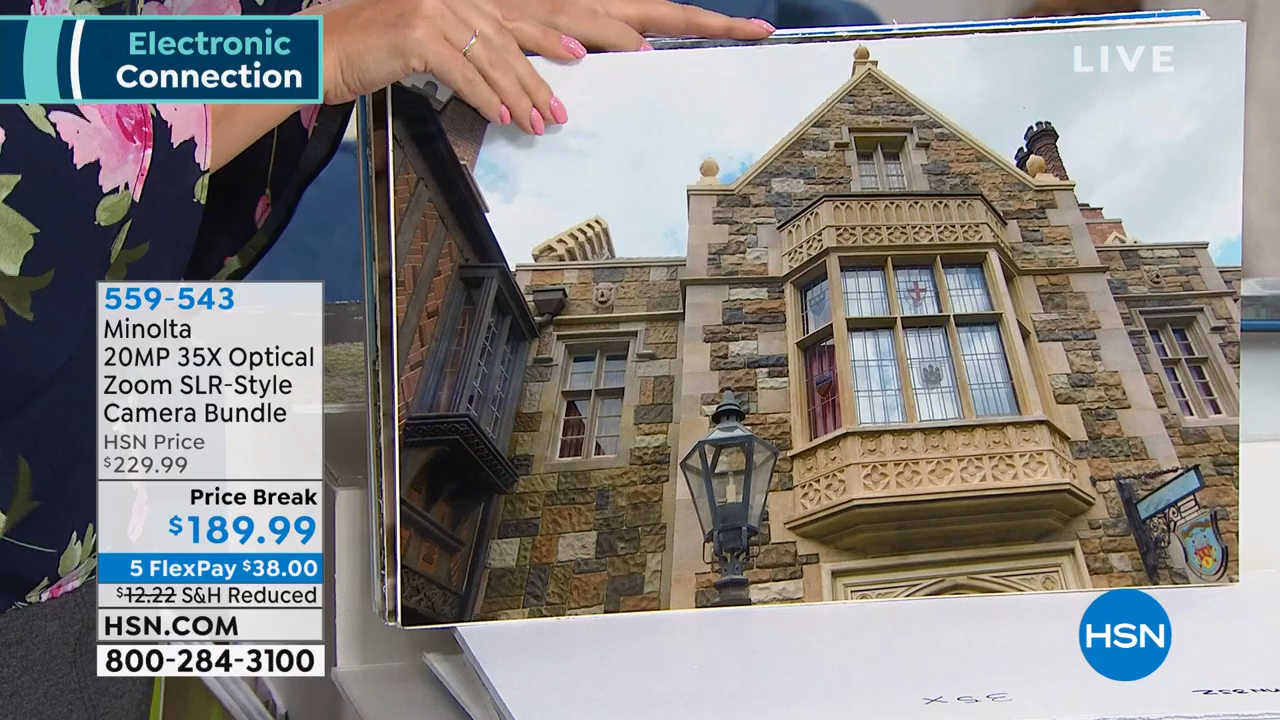 Electronic
Connection
LIVE
559-543
Minolta
20MP 35X Optical
Zoom SLR-Style
Camera Bundle
HSN Price
$229.99
Price Break
$189.99
5 FlexPay $38.00
$12.22 S&H Reduced
HSN.COM
800-284-3100
HSN
35X